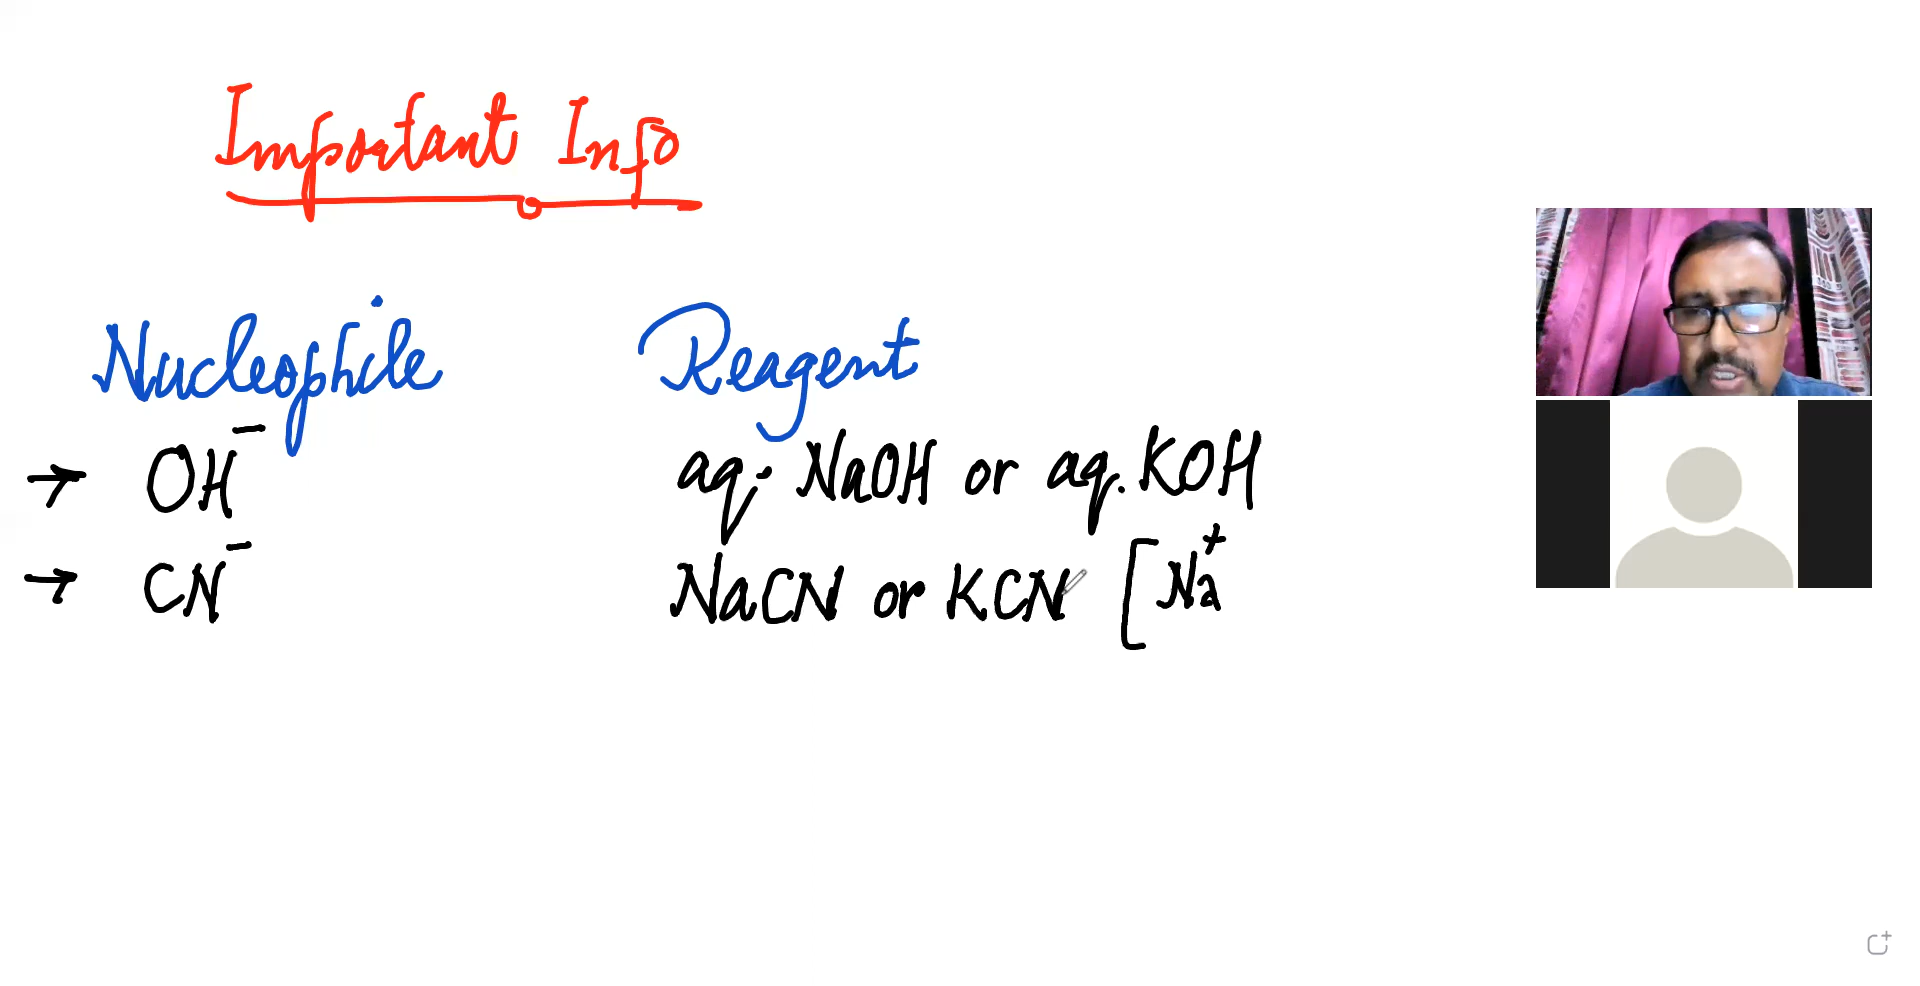 Important Info
Nucleophile Reagent
→ OH⁻ aq. NaOH or aq. KOH
→ CN⁻ NaCN or KCN [Na⁺